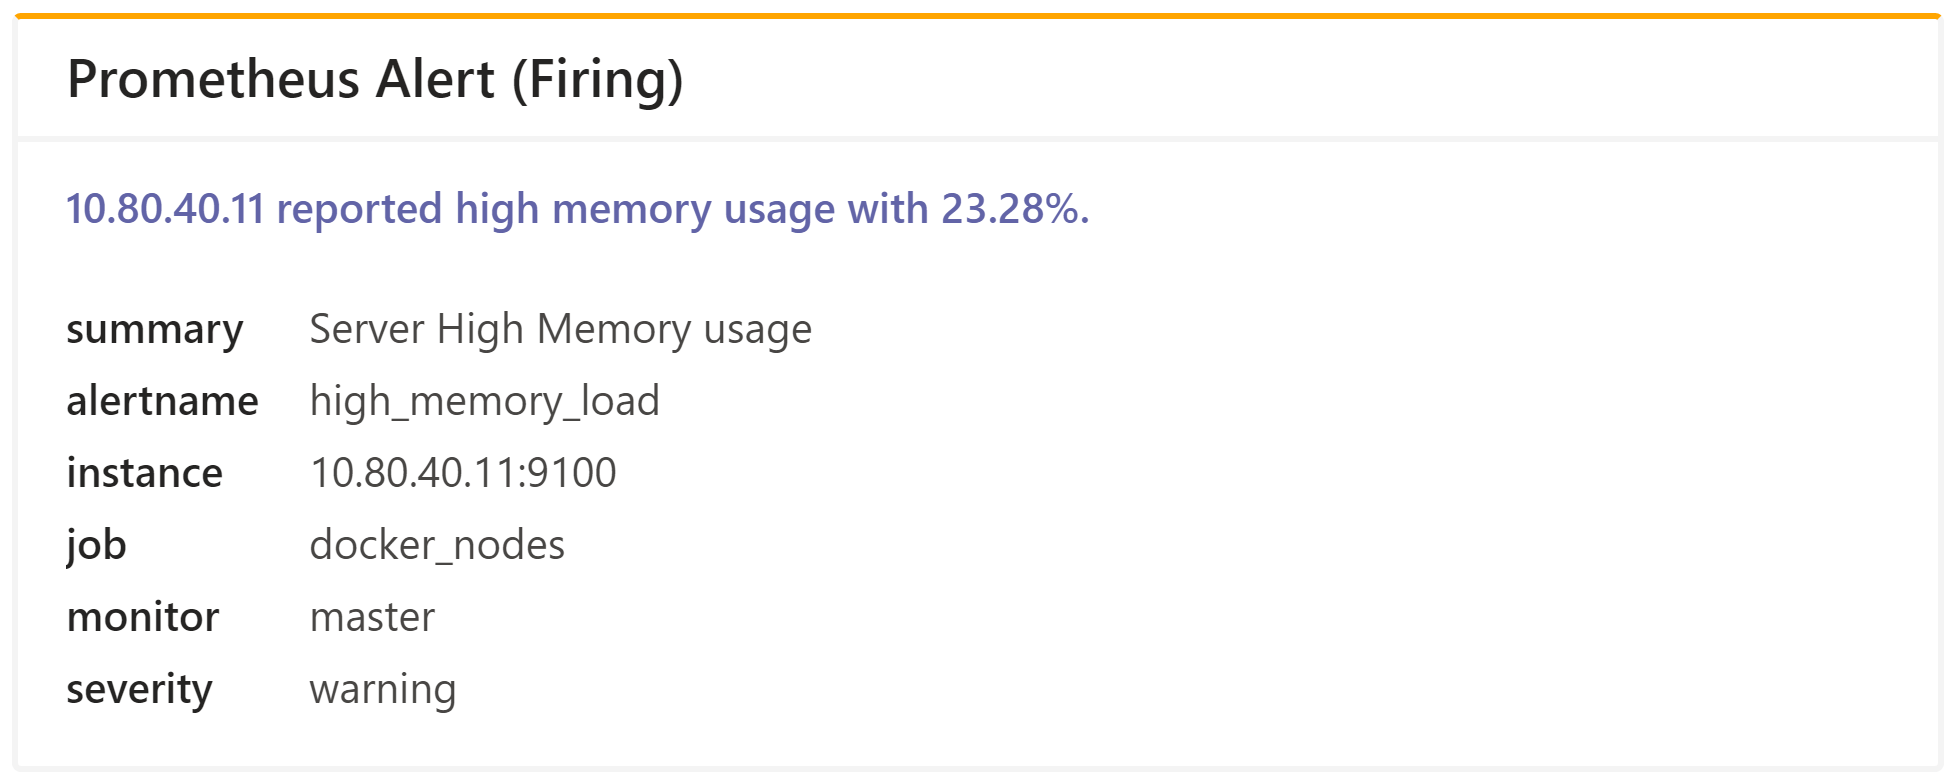 Prometheus Alert (Firing)
10.80.40.11 reported high memory usage with 23.28%.
summary Server High Memory usage
alertname high_memory_load
instance 10.80.40.11:9100
job docker_nodes
monitor master
severity warning